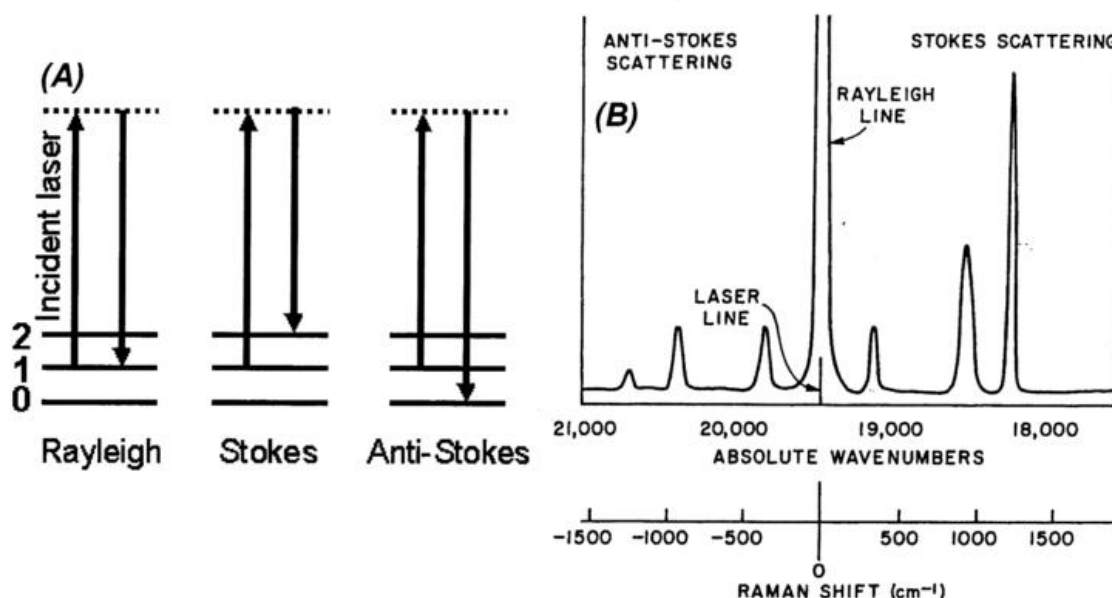 (A)
Incident laser
2
1
0
Rayleigh
Stokes
Anti-Stokes
ANTI-STOKES
SCATTERING
STOKES SCATTERING
(B)
RAYLEIGH
LINE
LASER
LINE
21,000
20,000
19,000
18,000
ABSOLUTE WAVENUMBERS
-1500
-1000
-500
500
1000
1500
0
RAMAN SHIFT (cm⁻¹)